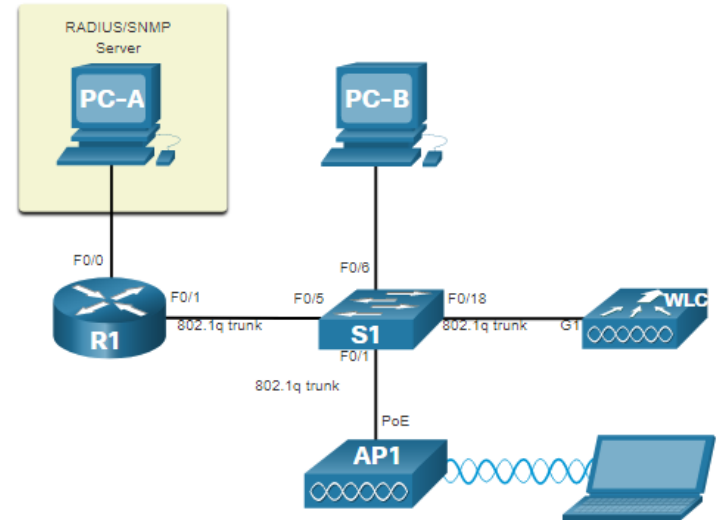 RADIUS/SNMP
Server
PC-A
PC-B
F0/0
F0/6
F0/1
F0/5
F0/18
WLC
802.1q trunk
802.1q trunk
G1
R1
S1
F0/1
802.1q trunk
PoE
AP1